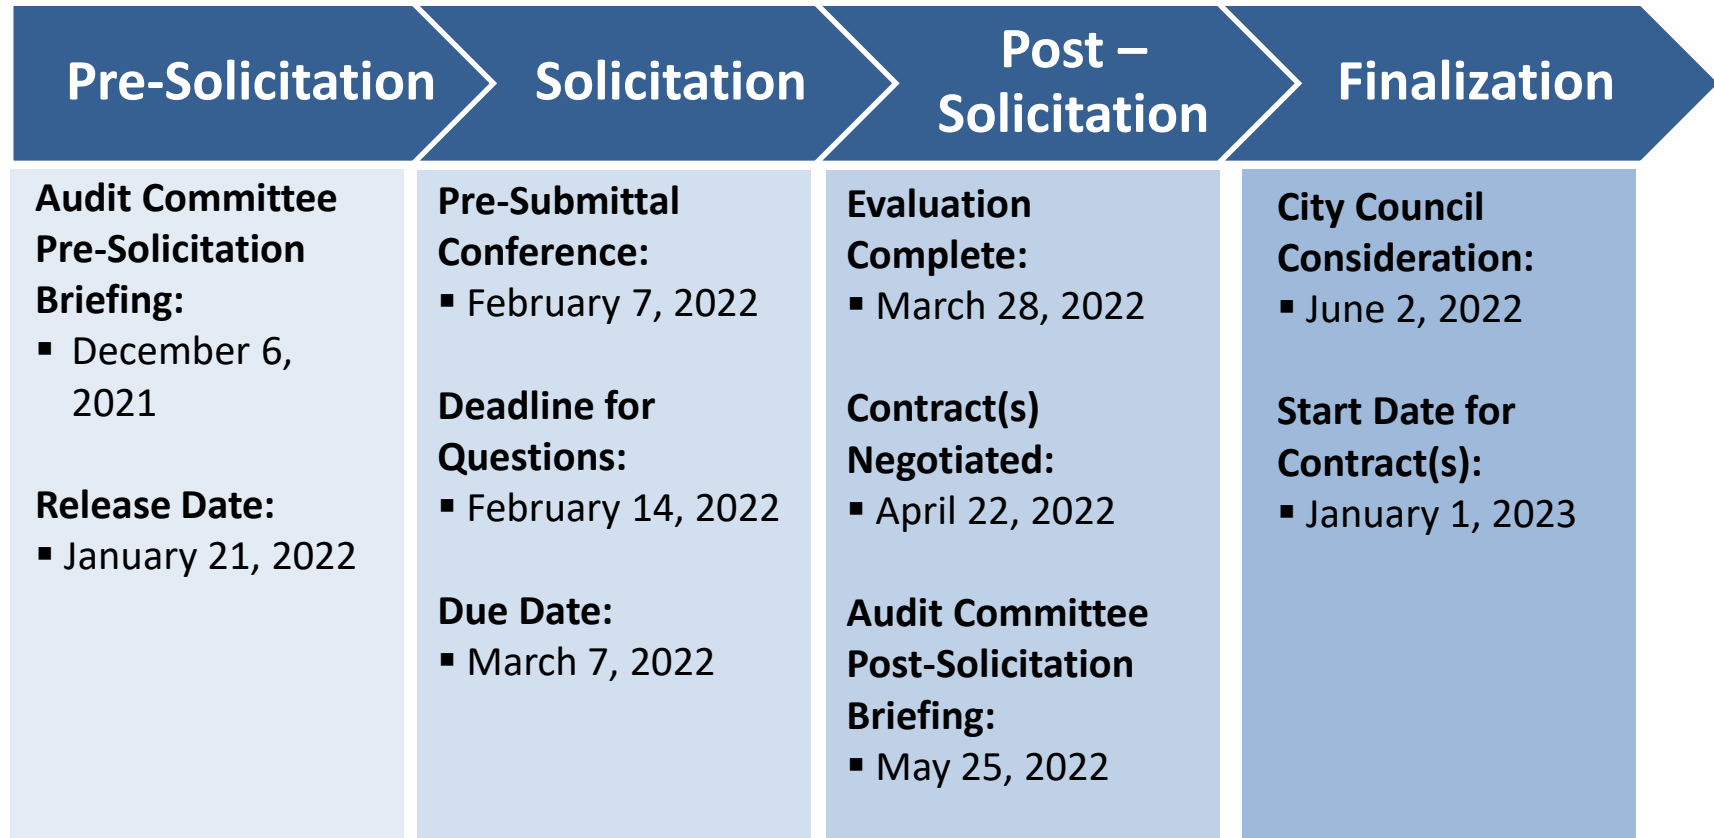 Pre-Solicitation
Solicitation
Post –
Solicitation
Finalization
Audit Committee
Pre-Solicitation
Briefing:
▪ December 6,
2021
Release Date:
▪ January 21, 2022
Pre-Submittal
Conference:
▪ February 7, 2022
Deadline for
Questions:
▪ February 14, 2022
Due Date:
▪ March 7, 2022
Evaluation
Complete:
▪ March 28, 2022
Contract(s)
Negotiated:
▪ April 22, 2022
Audit Committee
Post-Solicitation
Briefing:
▪ May 25, 2022
City Council
Consideration:
▪ June 2, 2022
Start Date for
Contract(s):
▪ January 1, 2023